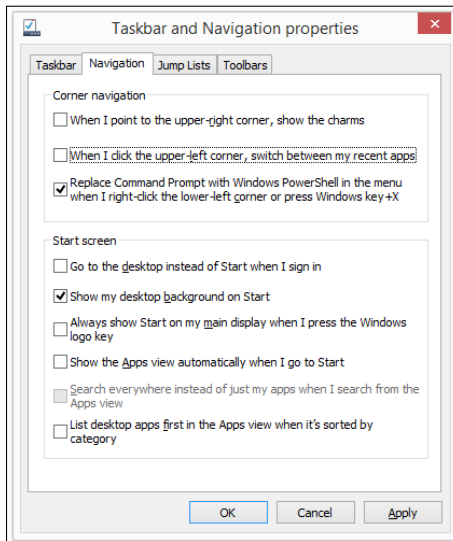 Taskbar and Navigation properties
Taskbar Navigation Jump Lists Toolbars
Corner navigation
When I point to the upper-right corner, show the charms
When I click the upper-left corner, switch between my recent apps
Replace Command Prompt with Windows PowerShell in the menu
when I right-click the lower-left corner or press Windows key+X
Start screen
Go to the desktop instead of Start when I sign in
Show my desktop background on Start
Always show Start on my main display when I press the Windows
logo key
Show the Apps view automatically when I go to Start
Search everywhere instead of just my apps when I search from the
Apps view
List desktop apps first in the Apps view when it's sorted by
category
OK Cancel Apply